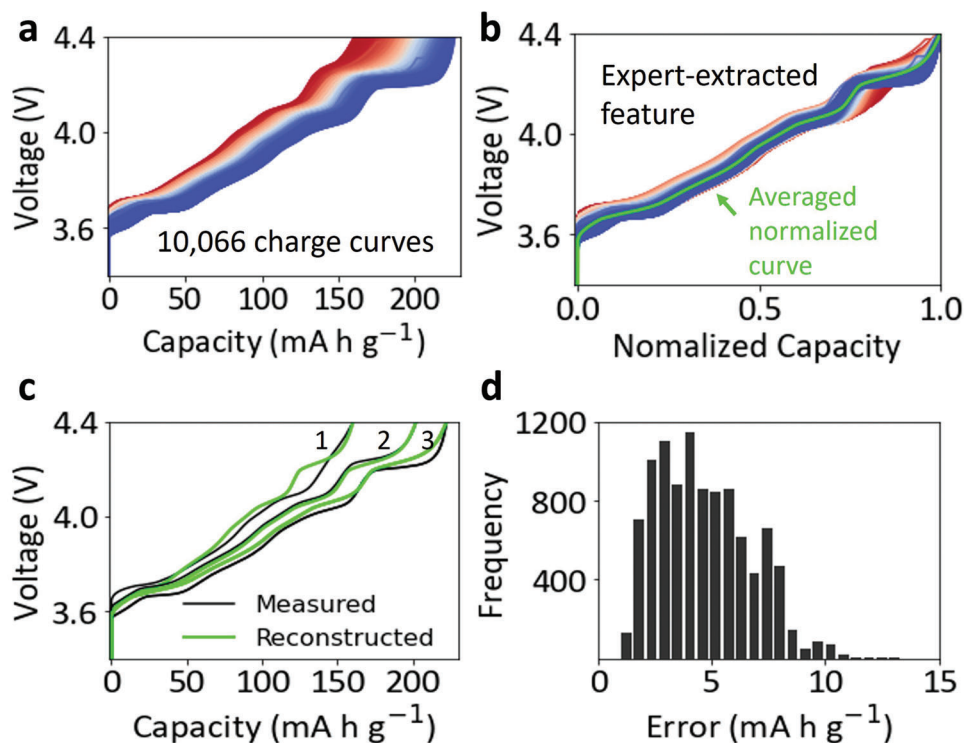 a
4.4
4.0
3.6
Voltage (V)
10,066 charge curves
0 50 100 150 200
Capacity (mA h g⁻¹)
b
4.4
4.0
3.6
Voltage (V)
Expert-extracted
feature
Averaged
normalized
curve
0.0 0.5 1.0
Nomalized Capacity
c
4.4
4.0
3.6
Voltage (V)
1 2 3
Measured
Reconstructed
0 50 100 150 200
Capacity (mA h g⁻¹)
d
1200
800
400
Frequency
0 5 10 15
Error (mA h g⁻¹)